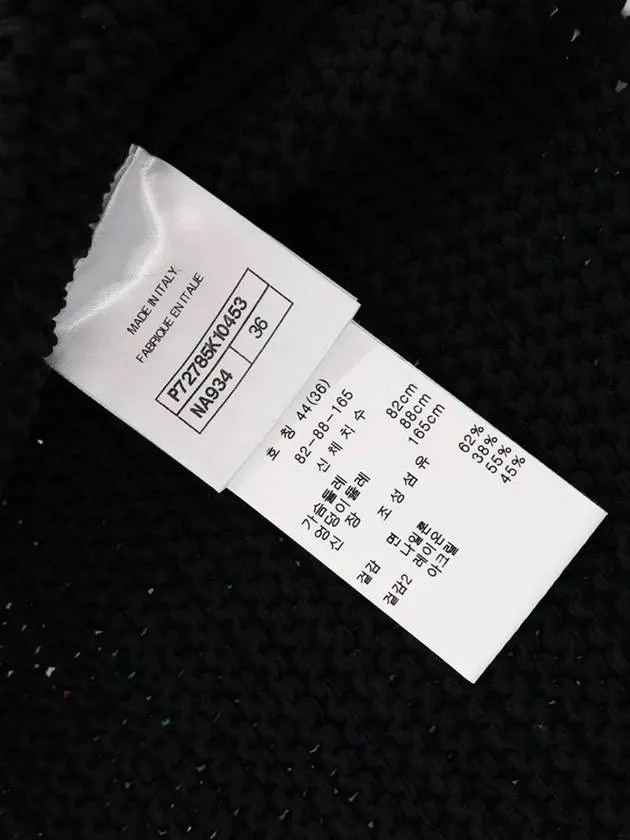 MADE IN ITALY
FABRIQUE EN ITALIE
P72785K10453
NA934 36
호 칭 44(36)
82-88-165
신 체 치 수
가슴둘레 82cm
엉덩이둘레 88cm
신 장 165cm
조 성 섬 유
겉감 면 62%
나일론 38%
겉감2 레이온 55%
아크릴 45%